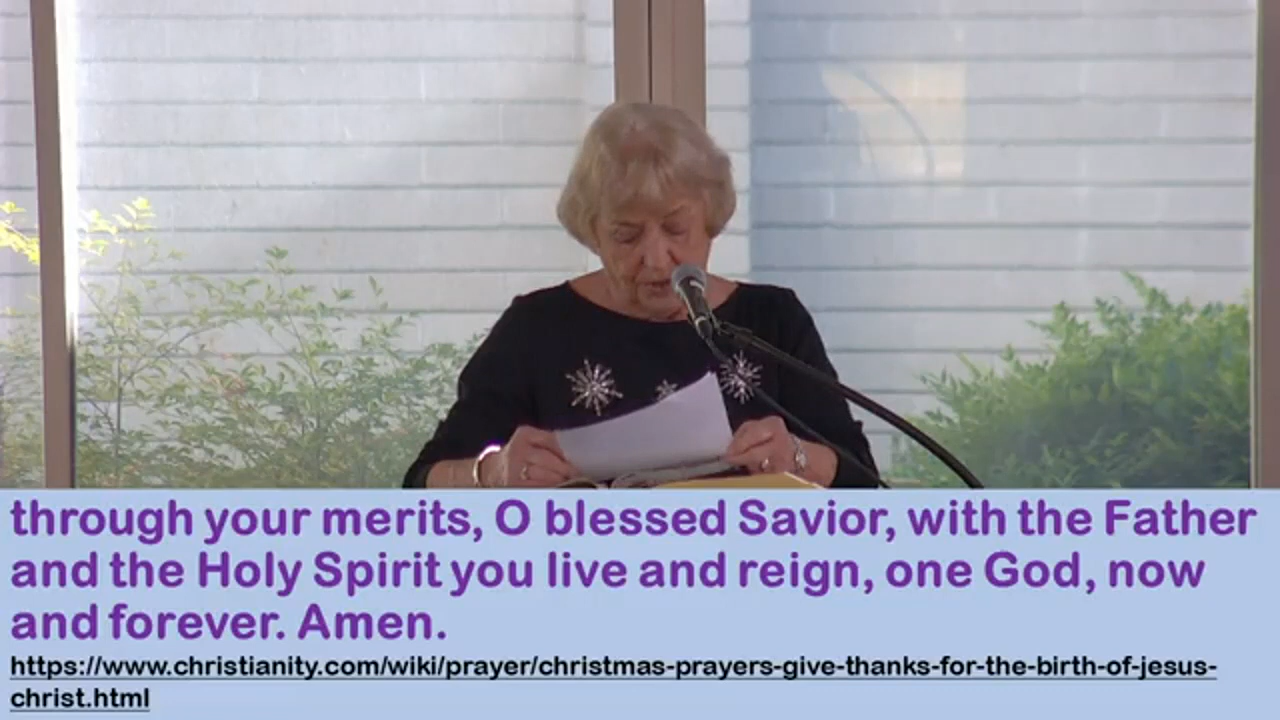 through your merits, O blessed Savior, with the Father
and the Holy Spirit you live and reign, one God, now
and forever. Amen.
https://www.christianity.com/wiki/prayer/christmas-prayers-give-thanks-for-the-birth-of-jesus-
christ.html